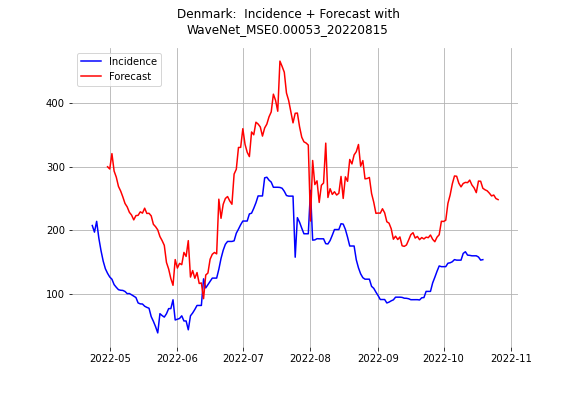 Denmark:  Incidence + Forecast with
WaveNet_MSE0.00053_20220815
Incidence
Forecast
400
300
200
100
2022-05
2022-06
2022-07
2022-08
2022-09
2022-10
2022-11